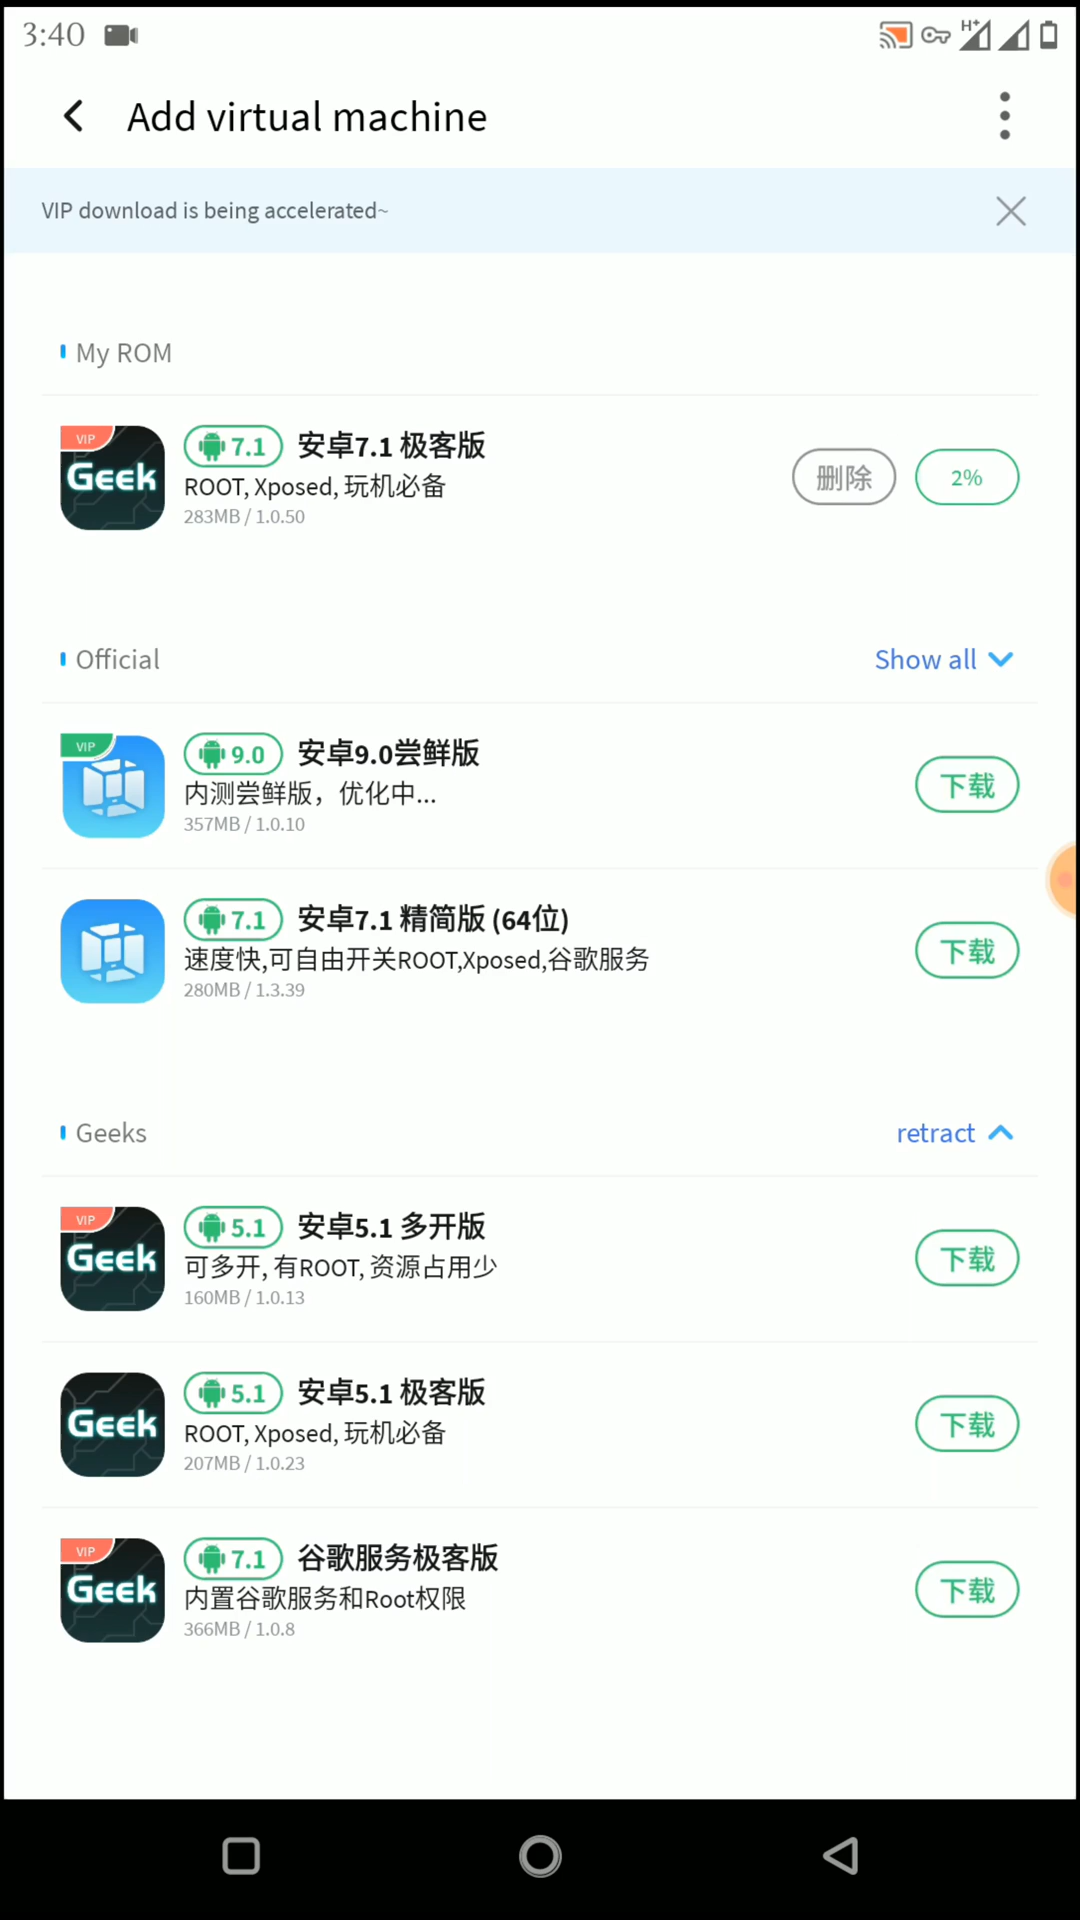 3:40
H+
Add virtual machine
VIP download is being accelerated~
My ROM
VIP
Geek
7.1 安卓7.1 极客版
ROOT, Xposed, 玩机必备
283MB / 1.0.50
删除
2%
Official
Show all
VIP
9.0 安卓9.0尝鲜版
内测尝鲜版，优化中...
357MB / 1.0.10
下载
7.1 安卓7.1 精简版 (64位)
速度快,可自由开关ROOT,Xposed,谷歌服务
280MB / 1.3.39
下载
Geeks
retract
VIP
Geek
5.1 安卓5.1 多开版
可多开, 有ROOT, 资源占用少
160MB / 1.0.13
下载
Geek
5.1 安卓5.1 极客版
ROOT, Xposed, 玩机必备
207MB / 1.0.23
下载
VIP
Geek
7.1 谷歌服务极客版
内置谷歌服务和Root权限
366MB / 1.0.8
下载